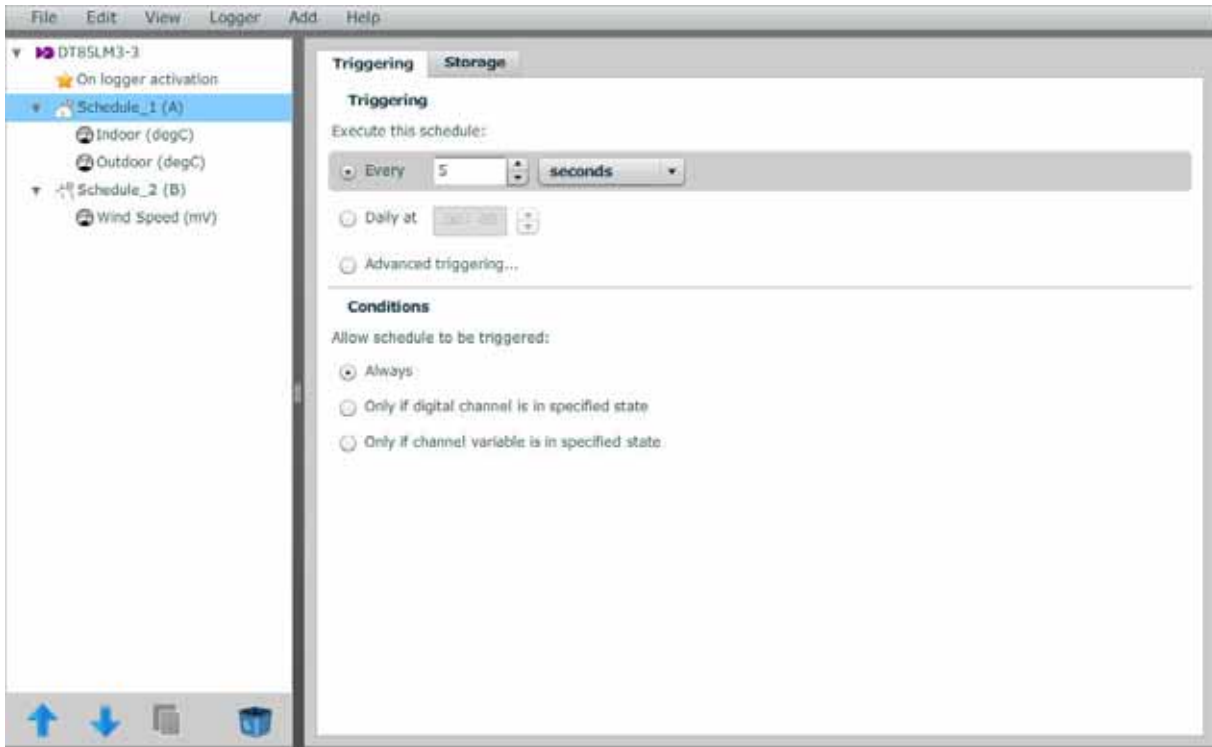 File Edit View Logger Add Help
DT85LM3-3
On logger activation
Schedule_1 (A)
Indoor (degC)
Outdoor (degC)
Schedule_2 (B)
Wind Speed (mV)
Triggering Storage
Triggering
Execute this schedule:
Every 5 seconds
Daily at
Advanced triggering...
Conditions
Allow schedule to be triggered:
Always
Only if digital channel is in specified state
Only if channel variable is in specified state